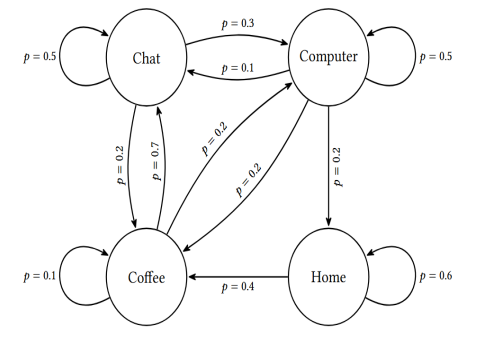 p = 0.3
p = 0.5
Chat
Computer
p = 0.5
p = 0.1
p = 0.2
p = 0.7
p = 0.2
p = 0.2
p = 0.2
p = 0.1
Coffee
Home
p = 0.6
p = 0.4